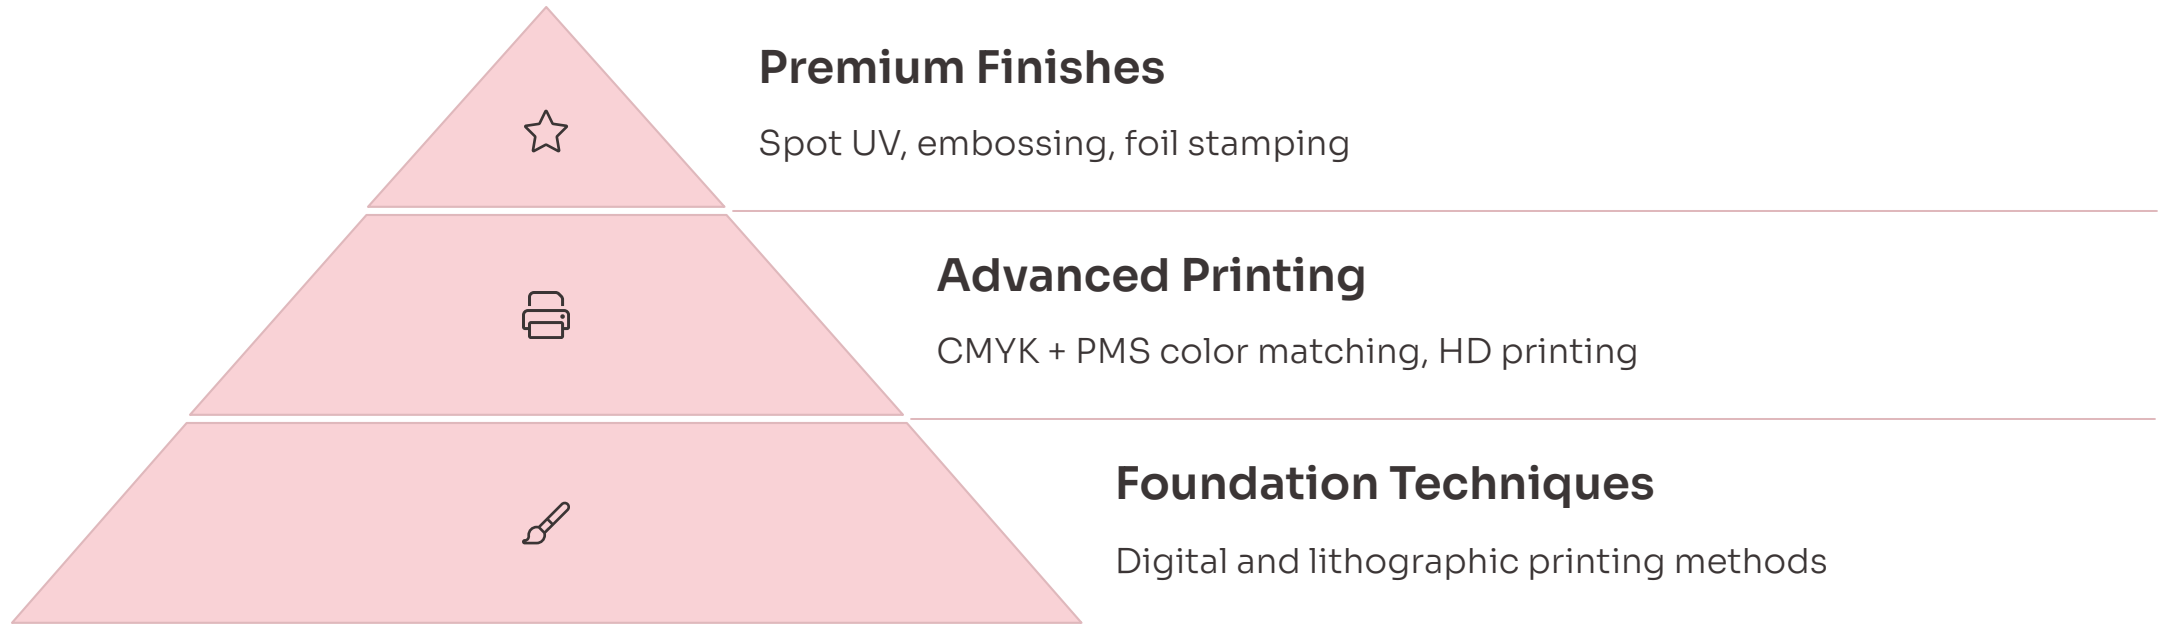 Premium Finishes
Spot UV, embossing, foil stamping
Advanced Printing
CMYK + PMS color matching, HD printing
Foundation Techniques
Digital and lithographic printing methods